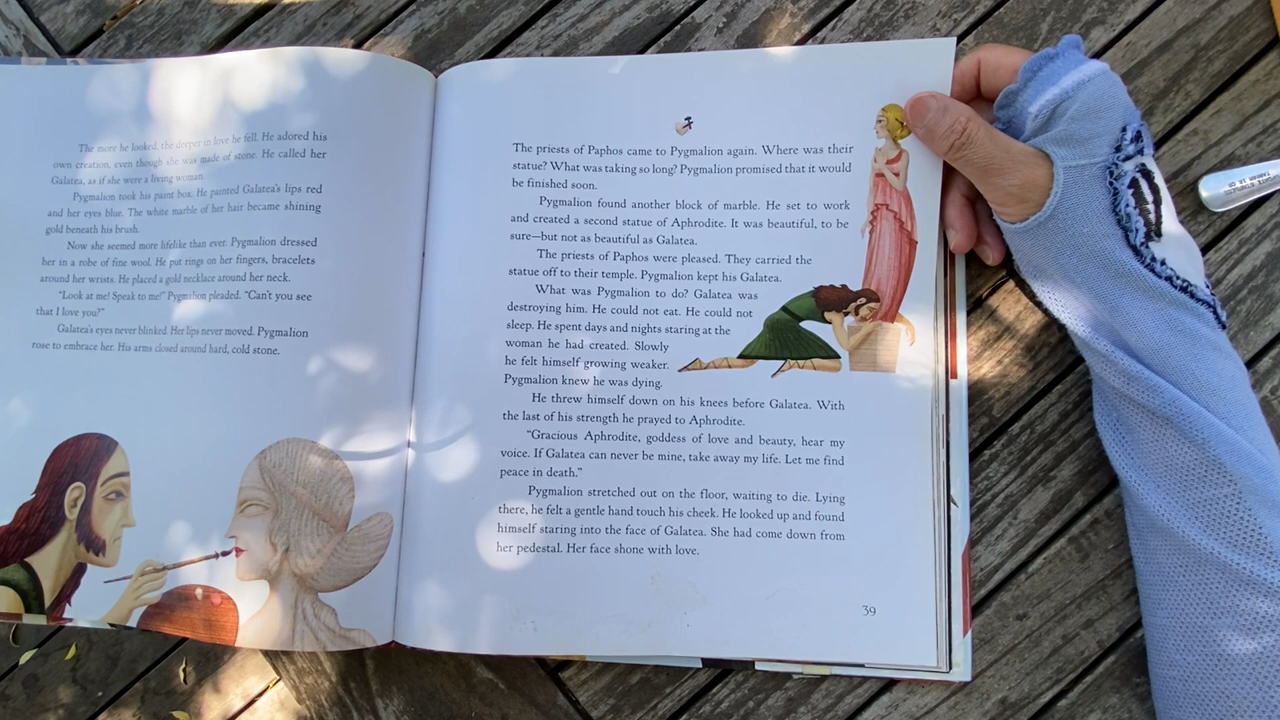 The more he looked, the deeper in love he fell. He adored his
own creation, even though she was made of stone. He called her
Galatea, as if she were a living woman.
Pygmalion took his paint box. He painted Galatea's lips red
and her eyes blue. The white marble of her hair became shining
gold beneath his brush.
Now she seemed more lifelike than ever. Pygmalion dressed
her in a robe of fine wool. He put rings on her fingers, bracelets
around her wrists. He placed a gold necklace around her neck.
"Look at me! Speak to me!" Pygmalion pleaded. "Can't you see
that I love you?"
Galatea's eyes never blinked. Her lips never moved. Pygmalion
rose to embrace her. His arms closed around hard, cold stone.
The priests of Paphos came to Pygmalion again. Where was their
statue? What was taking so long? Pygmalion promised that it would
be finished soon.
Pygmalion found another block of marble. He set to work
and created a second statue of Aphrodite. It was beautiful, to be
sure—but not as beautiful as Galatea.
The priests of Paphos were pleased. They carried the
statue off to their temple. Pygmalion kept his Galatea.
What was Pygmalion to do? Galatea was
destroying him. He could not eat. He could not
sleep. He spent days and nights staring at the
woman he had created. Slowly
he felt himself growing weaker.
Pygmalion knew he was dying.
He threw himself down on his knees before Galatea. With
the last of his strength he prayed to Aphrodite.
"Gracious Aphrodite, goddess of love and beauty, hear my
voice. If Galatea can never be mine, take away my life. Let me find
peace in death."
Pygmalion stretched out on the floor, waiting to die. Lying
there, he felt a gentle hand touch his cheek. He looked up and found
himself staring into the face of Galatea. She had come down from
her pedestal. Her face shone with love.
39